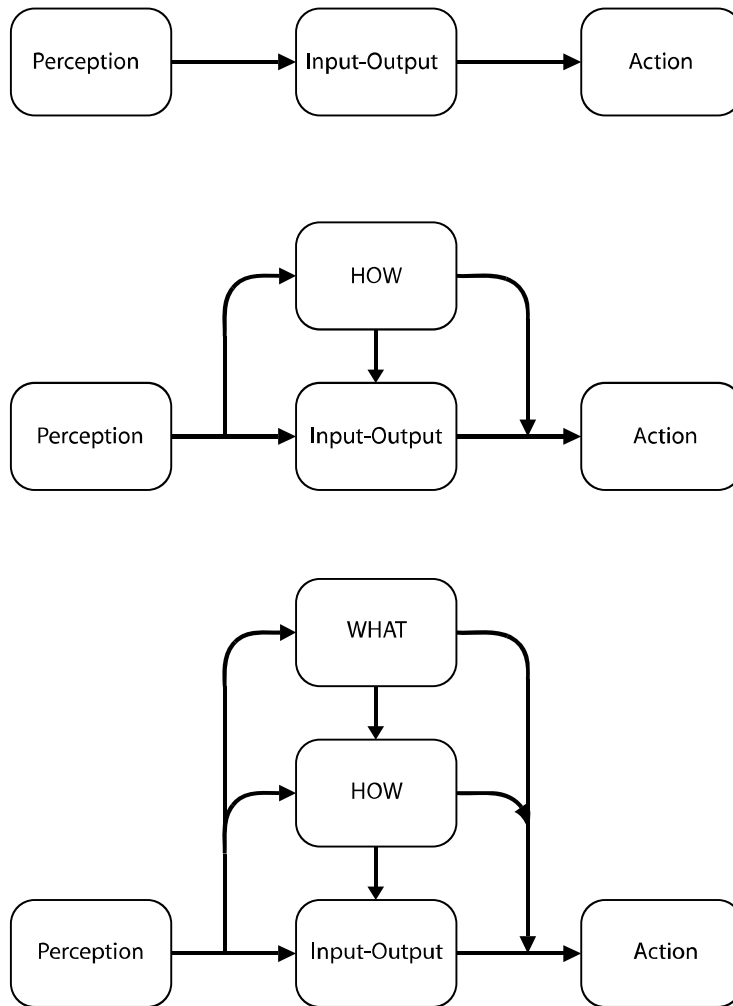 Perception
Input-Output
Action
HOW
Perception
Input-Output
Action
WHAT
HOW
Perception
Input-Output
Action